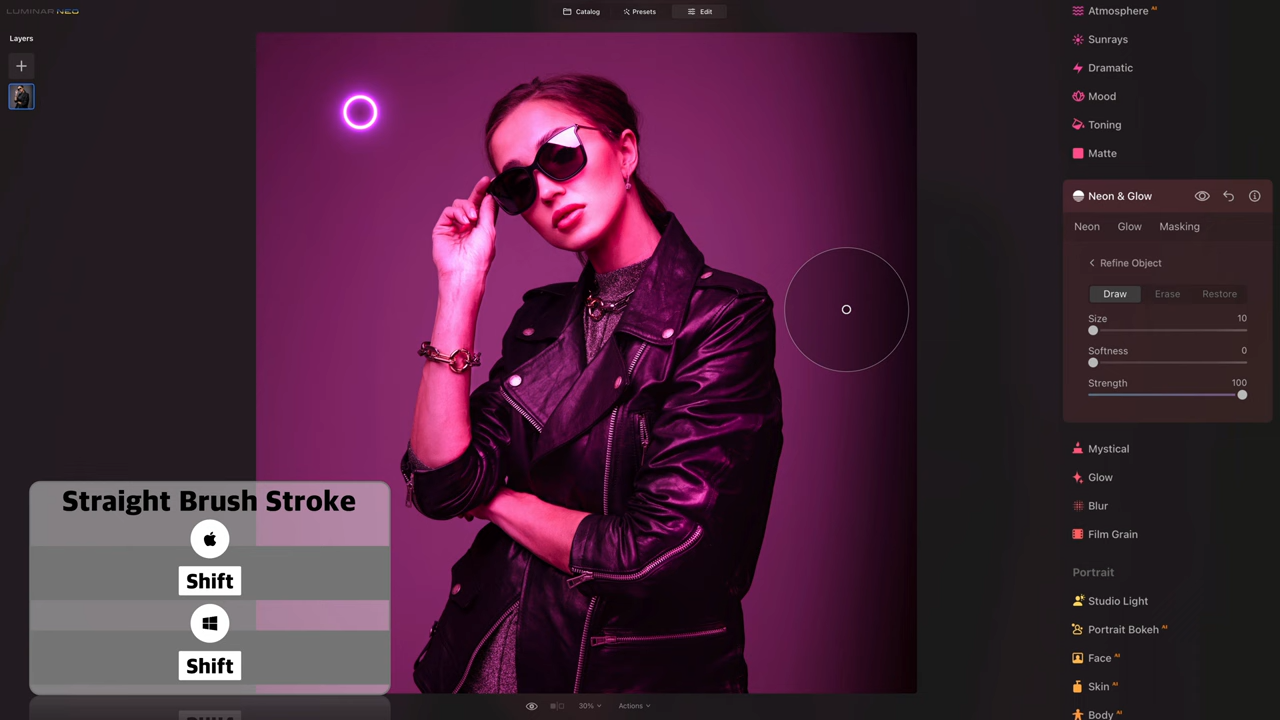 LUMINAR NEO
Catalog
Presets
Edit
Layers
Atmosphere AI
Sunrays
Dramatic
Mood
Toning
Matte
Neon & Glow
Neon
Glow
Masking
Refine Object
Draw
Erase
Restore
Size
10
Softness
0
Strength
100
Mystical
Glow
Blur
Film Grain
Portrait
Studio Light
Portrait Bokeh AI
Face AI
Skin AI
Body AI
Straight Brush Stroke
Shift
Shift
30%
Actions